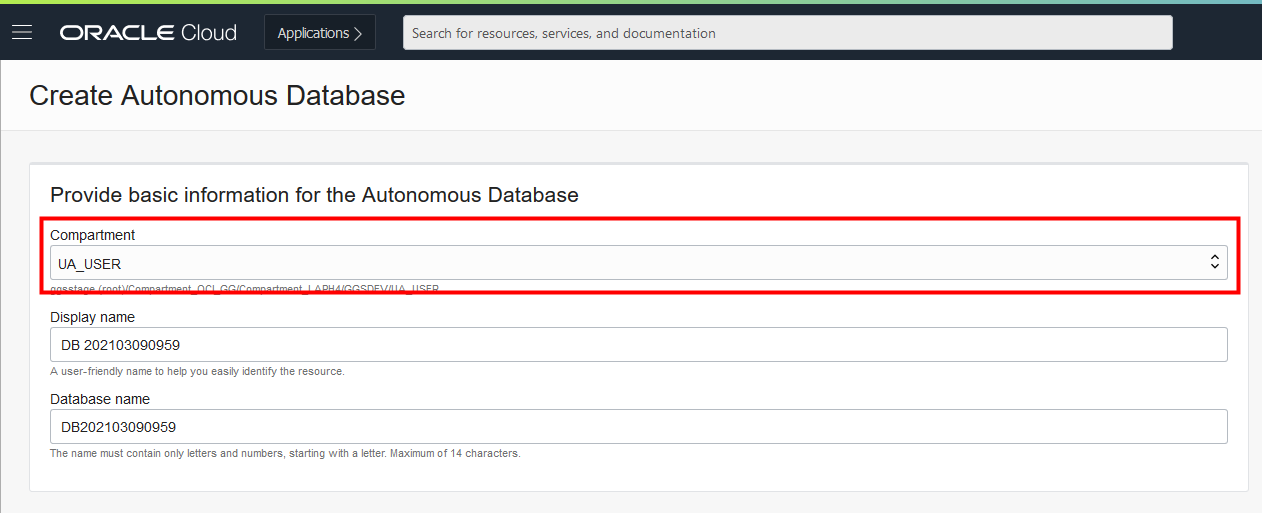 ORACLE Cloud
Applications
Search for resources, services, and documentation
Create Autonomous Database
Provide basic information for the Autonomous Database
Compartment
UA_USER
ggsstage (root)/Compartment_OCI_GG/Compartment_LAPH4/GGSDEV/UA_USER
Display name
DB 202103090959
A user-friendly name to help you easily identify the resource.
Database name
DB202103090959
The name must contain only letters and numbers, starting with a letter. Maximum of 14 characters.